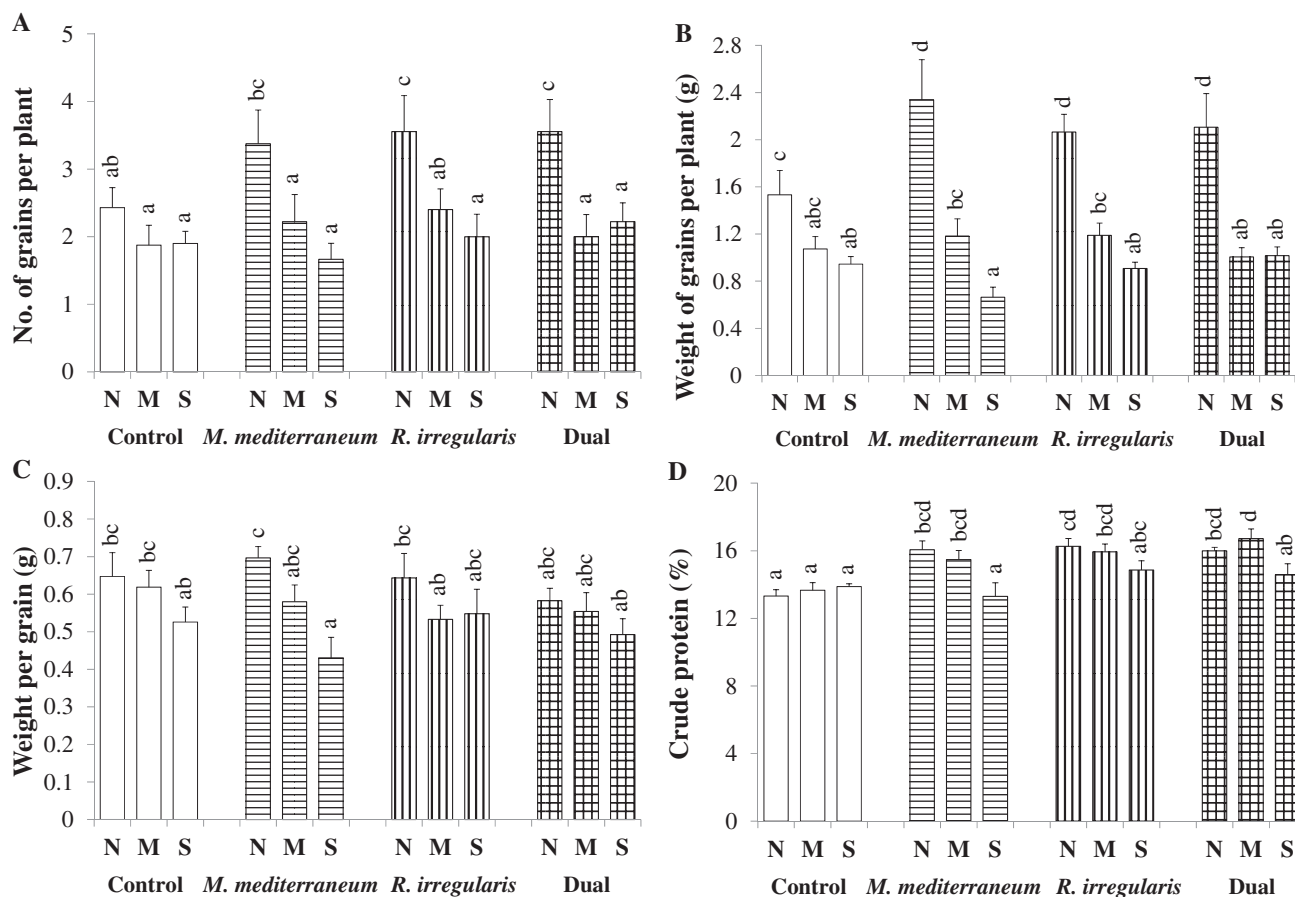 A
No. of grains per plant
5
4
3
2
1
0
ab a a bc a a c ab a c a a
N M S N M S N M S N M S
Control M. mediterraneum R. irregularis Dual
B
Weight of grains per plant (g)
2.8
2.4
2
1.6
1.2
0.8
0.4
0
c abc ab d bc a d bc ab d ab ab
N M S N M S N M S N M S
Control M. mediterraneum R. irregularis Dual
C
Weight per grain (g)
0.9
0.8
0.7
0.6
0.5
0.4
0.3
0.2
0.1
0
bc bc ab c abc a bc ab abc abc abc ab
N M S N M S N M S N M S
Control M. mediterraneum R. irregularis Dual
D
Crude protein (%)
20
16
12
8
4
0
a a a bcd bcd a cd bcd abc bcd d ab
N M S N M S N M S N M S
Control M. mediterraneum R. irregularis Dual